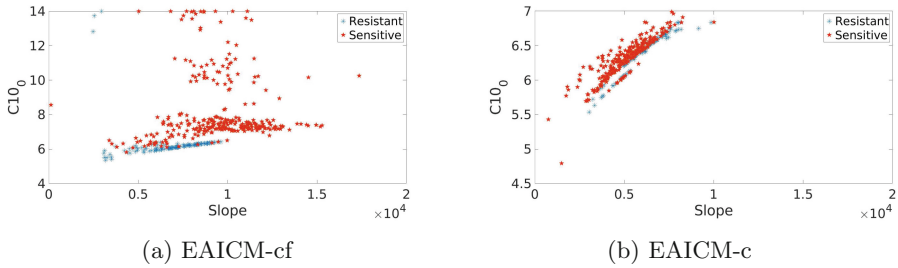 14
12
10
8
6
4
C10₀
Resistant
Sensitive
0
0.5
1
1.5
2
Slope
×10⁴
(a) EAICM-cf
7
6.5
6
5.5
5
4.5
C10₀
Resistant
Sensitive
0
0.5
1
1.5
2
Slope
×10⁴
(b) EAICM-c